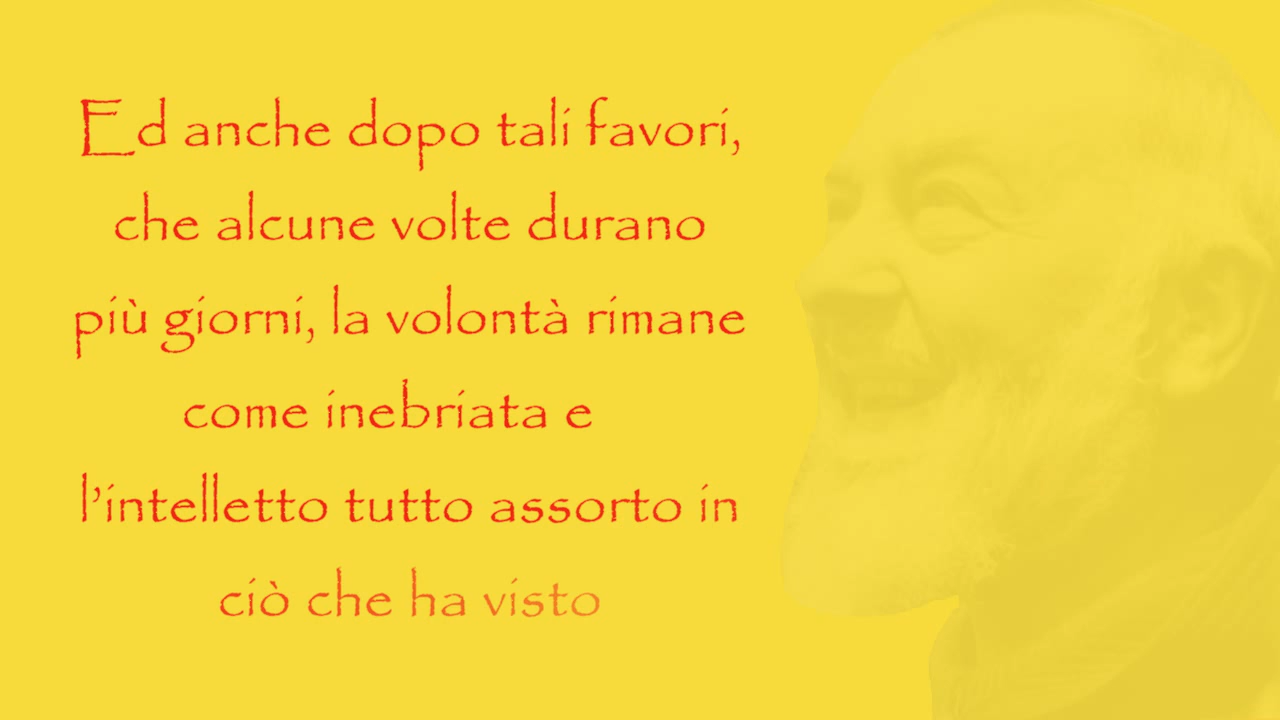 Ed anche dopo tali favori,
che alcune volte durano
più giorni, la volontà rimane
come inebriata e
l’intelletto tutto assorto in
ciò che ha visto